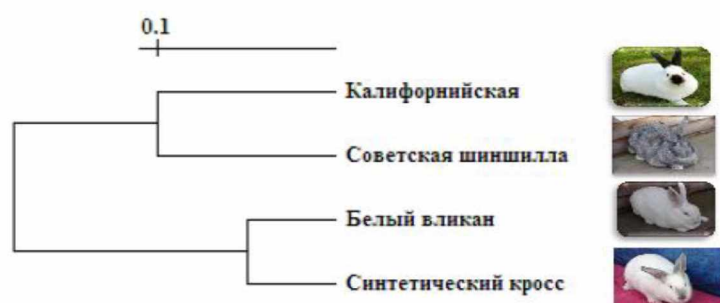 0.1
Калифорнийская
Советская шиншилла
Белый вликан
Синтетический кросс